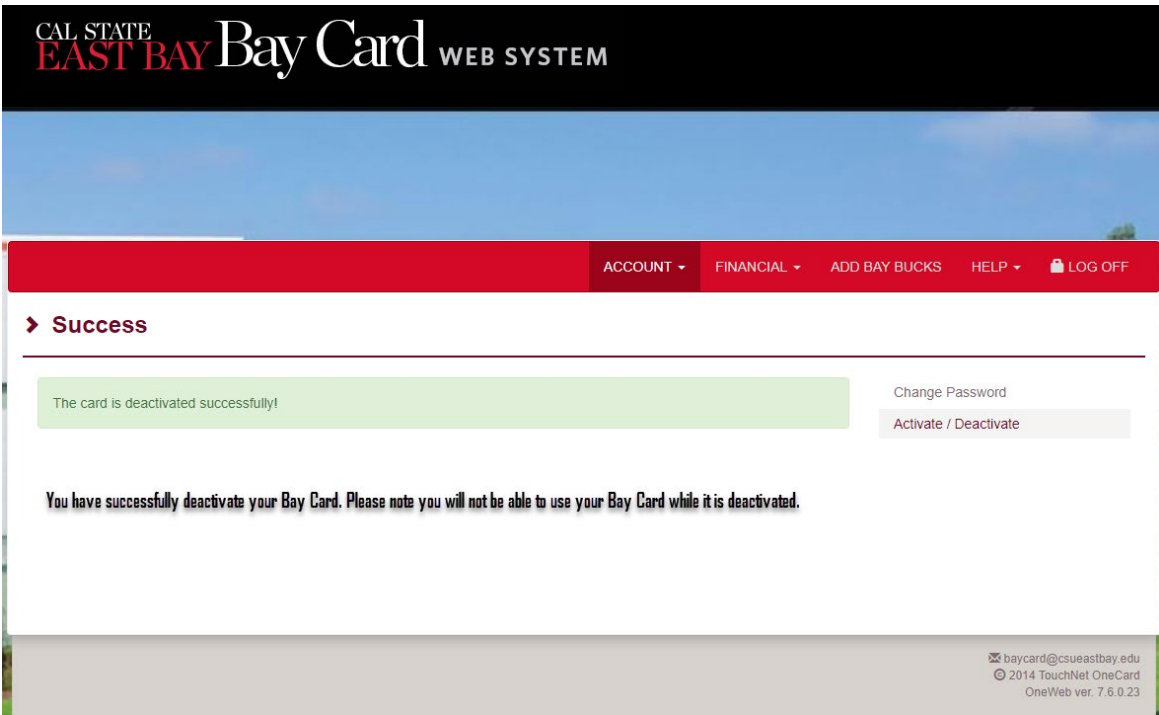 CAL STATE
EAST BAY Bay Card WEB SYSTEM
ACCOUNT FINANCIAL ADD BAY BUCKS HELP LOG OFF
Success
The card is deactivated successfully!
Change Password
Activate / Deactivate
You have successfully deactivate your Bay Card. Please note you will not be able to use your Bay Card while it is deactivated.
baycard@csueastbay.edu
© 2014 TouchNet OneCard
OneWeb ver. 7.6.0.23